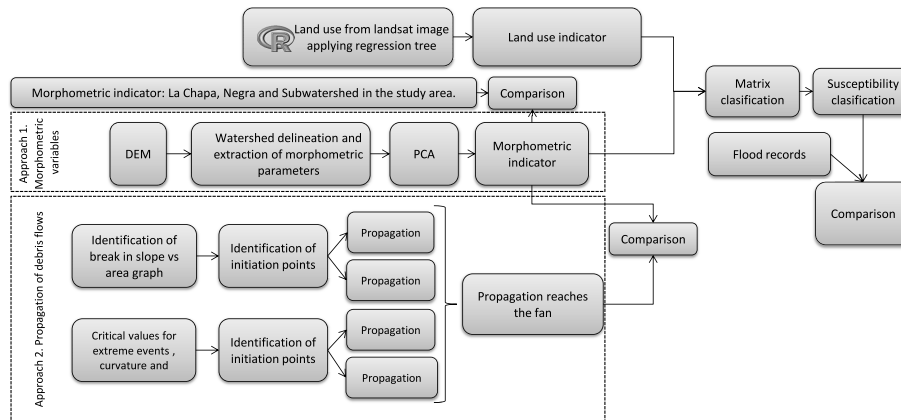 R
Land use from landsat image
applying regression tree
Land use indicator
Morphometric indicator: La Chapa, Negra and Subwatershed in the study area.
Comparison
Matrix
clasification
Susceptibility
clasification
Approach 1.
Morphometric
variables
DEM
Watershed delineation and
extraction of morphometric
parameters
PCA
Morphometric
indicator
Flood records
Comparison
Approach 2. Propagation of debris flows
Identification of
break in slope vs
area graph
Identification of
initiation points
Propagation
Propagation
Comparison
Propagation reaches
the fan
Critical values for
extreme events ,
curvature and
Identification of
initiation points
Propagation
Propagation